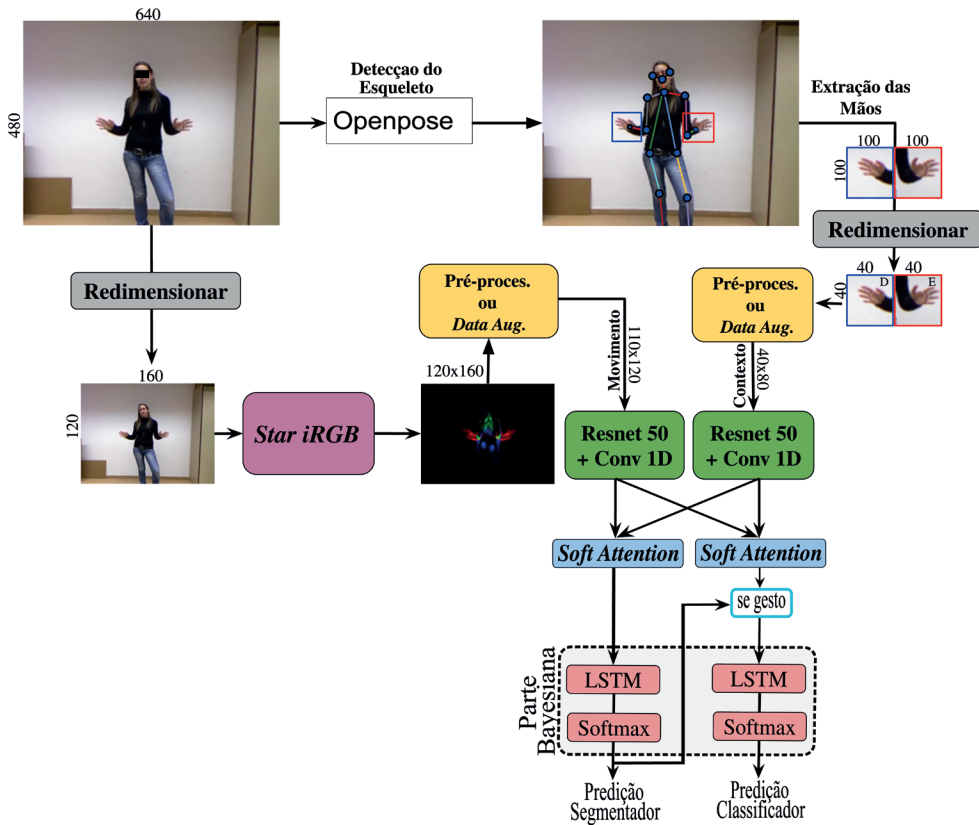 640
480
Detecçao do
Esqueleto
Openpose
Extração das
Mãos
100
100
100
Redimensionar
40
40
40
D
E
Redimensionar
160
120
Star iRGB
120x160
Pré-proces.
ou
Data Aug.
Movimento
110x120
Pré-proces.
ou
Data Aug.
Contexto
40x80
Resnet 50
+ Conv 1D
Resnet 50
+ Conv 1D
Soft Attention
Soft Attention
se gesto
Parte
Bayesiana
LSTM
LSTM
Softmax
Softmax
Predição
Segmentador
Predição
Classificador